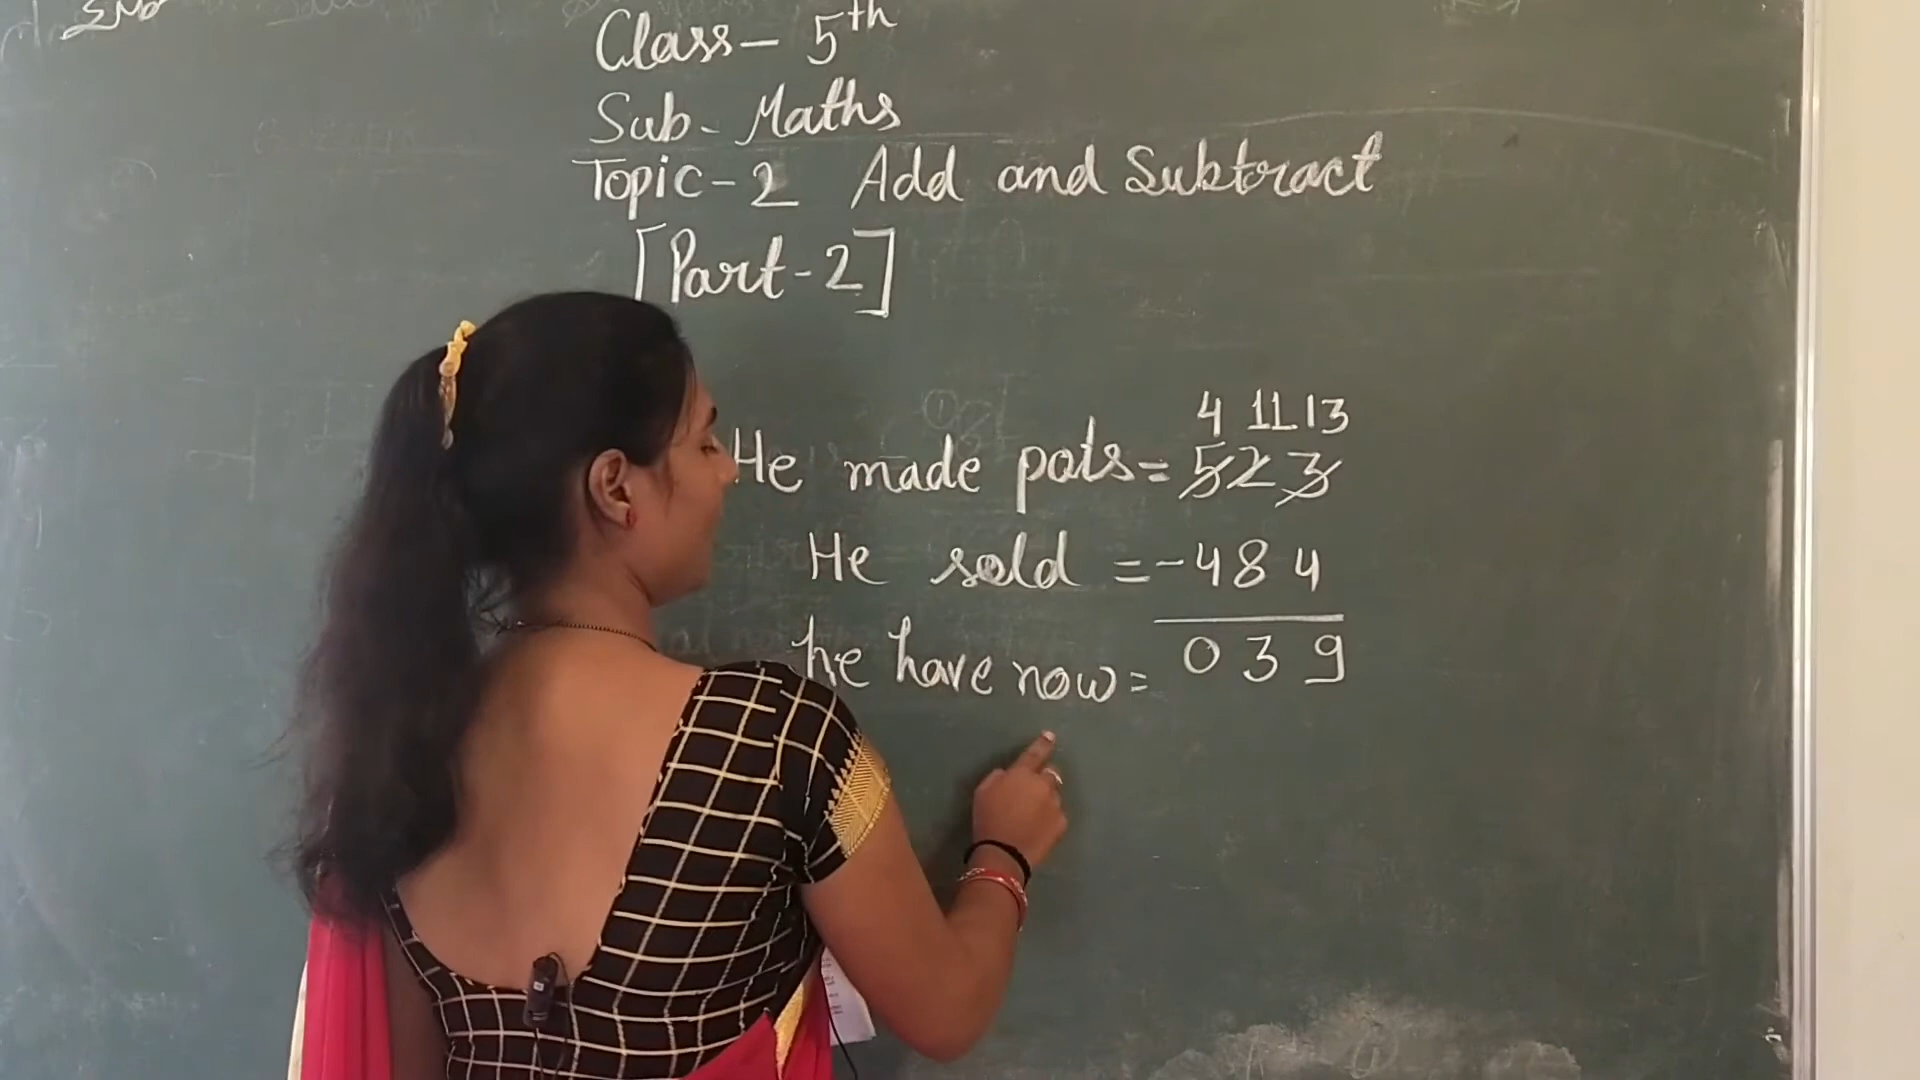 Class - 5th
Sub - Maths
Topic - 2 Add and Subtract
[Part - 2]
4 11 13
He made pots = 523
He sold = - 484
he have now = 039